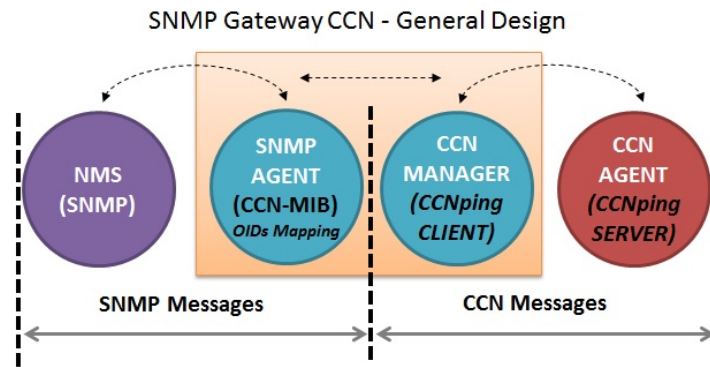 SNMP Gateway CCN - General Design
NMS
(SNMP)
SNMP
AGENT
(CCN-MIB)
OIDs Mapping
CCN
MANAGER
(CCNping
CLIENT)
CCN
AGENT
(CCNping
SERVER)
SNMP Messages
CCN Messages